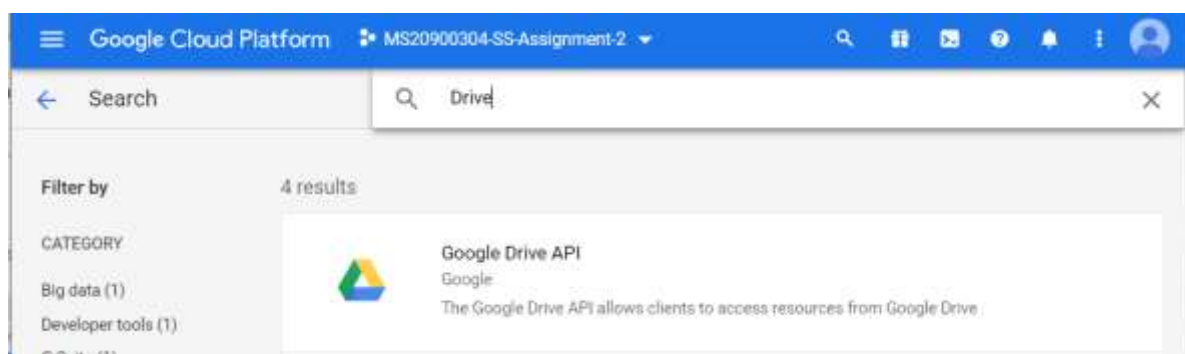 Google Cloud Platform MS20900304-SS-Assignment-2
Search Drive
Filter by 4 results
CATEGORY
Big data (1)
Developer tools (1)
Google Drive API
Google
The Google Drive API allows clients to access resources from Google Drive